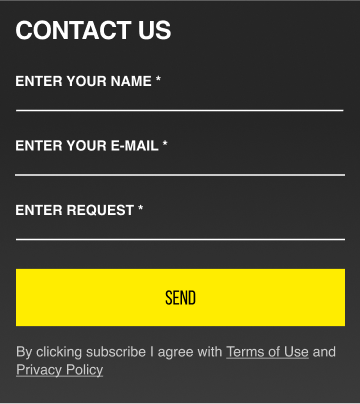 CONTACT US
ENTER YOUR NAME *
ENTER YOUR E-MAIL *
ENTER REQUEST *
SEND
By clicking subscribe I agree with Terms of Use and
Privacy Policy